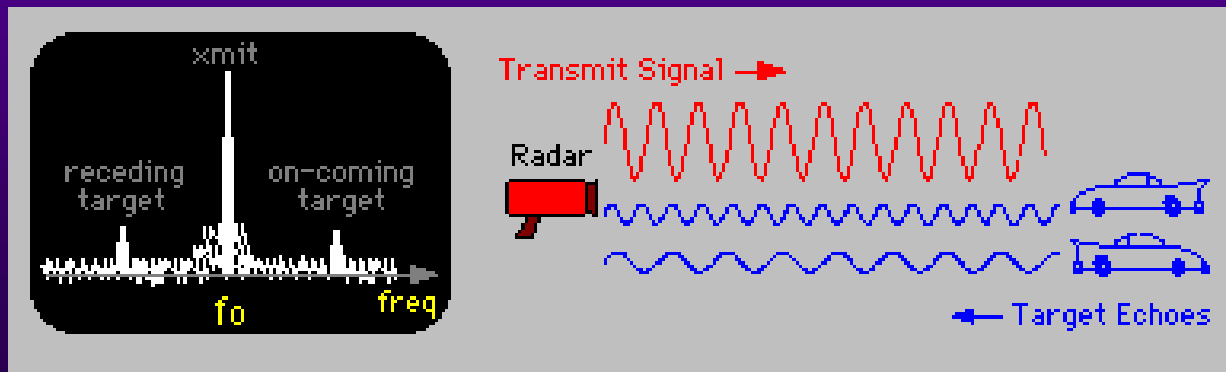 xmit
receding
target
on-coming
target
fo
freq
Transmit Signal
Radar
Target Echoes